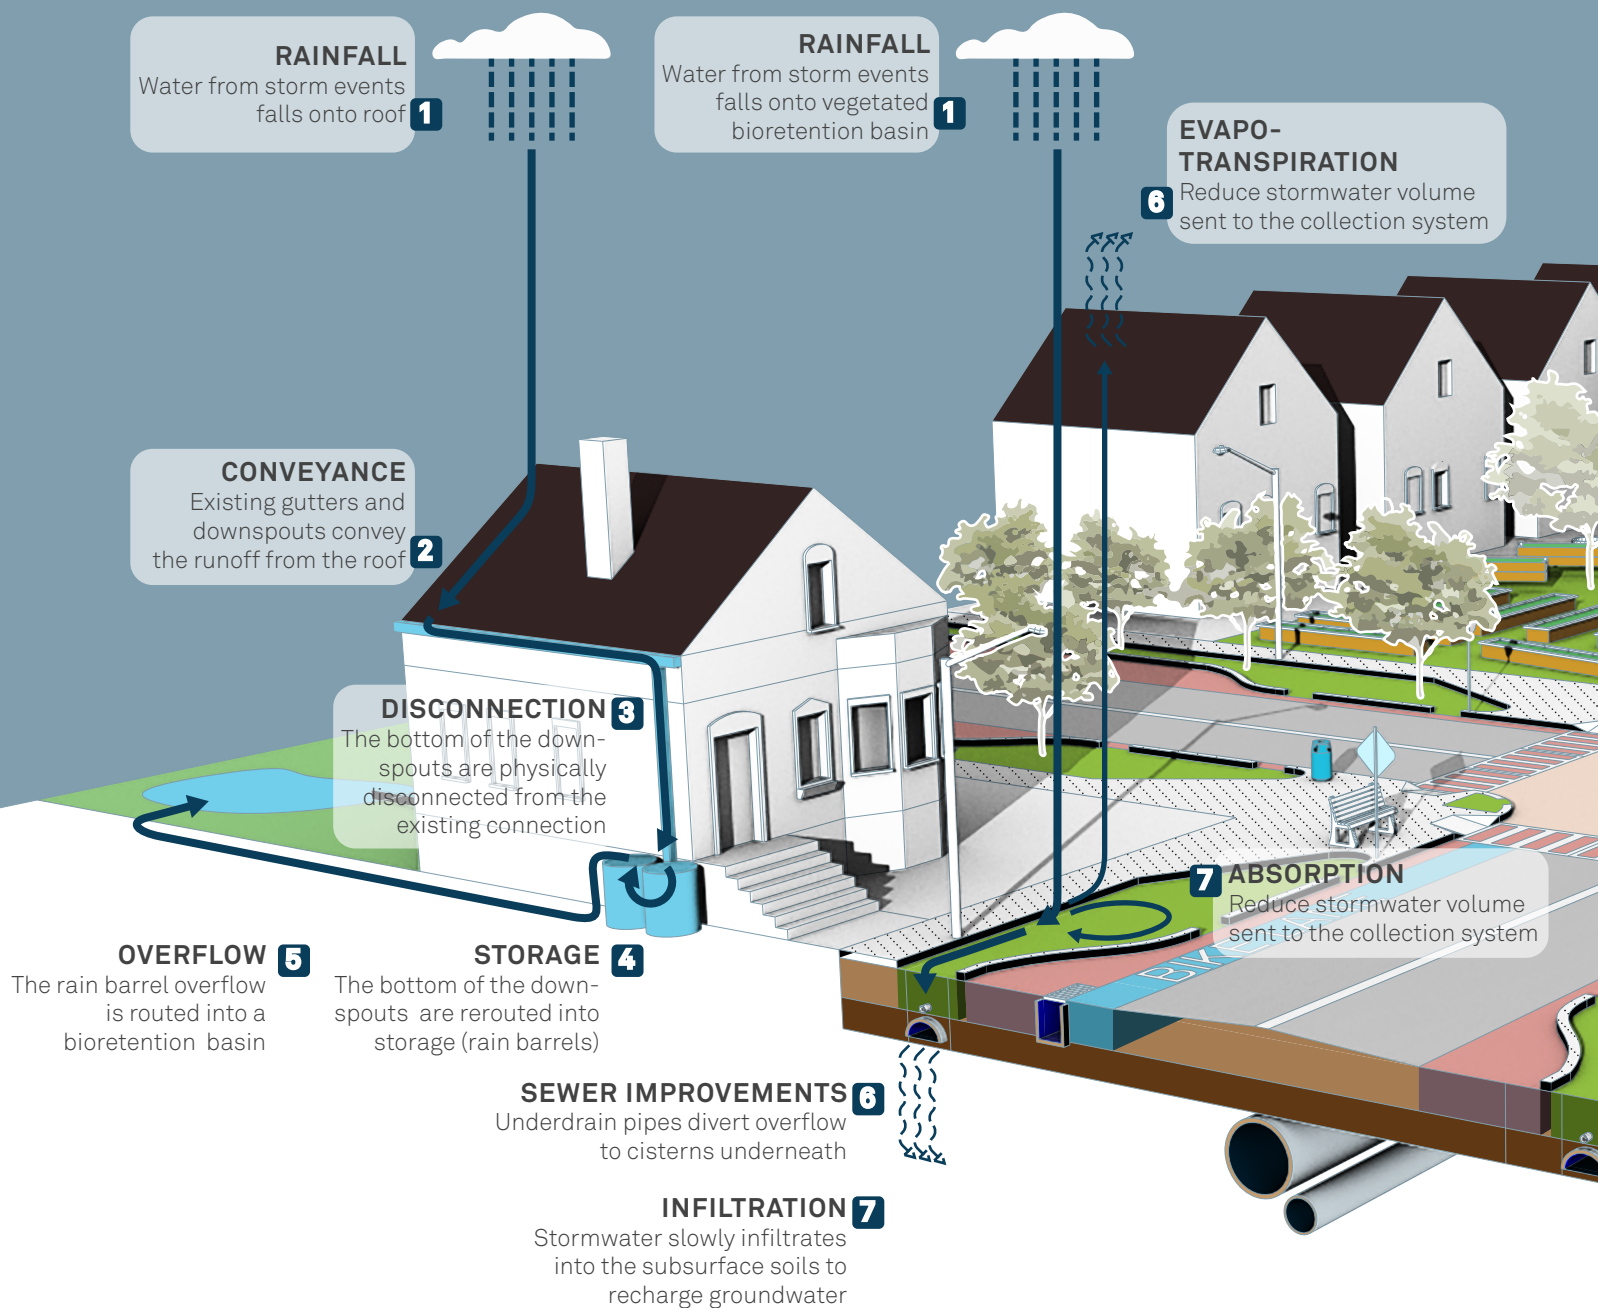 RAINFALL
Water from storm events
falls onto roof
1
RAINFALL
Water from storm events
falls onto vegetated
bioretention basin
1
EVAPO-
TRANSPIRATION
6
Reduce stormwater volume
sent to the collection system
CONVEYANCE
Existing gutters and
downspouts convey
the runoff from the roof
2
DISCONNECTION
3
The bottom of the down-
spouts are physically
disconnected from the
existing connection
7
ABSORPTION
Reduce stormwater volume
sent to the collection system
BIK
OVERFLOW
5
The rain barrel overflow
is routed into a
bioretention basin
STORAGE
4
The bottom of the down-
spouts are rerouted into
storage (rain barrels)
SEWER IMPROVEMENTS
6
Underdrain pipes divert overflow
to cisterns underneath
INFILTRATION
7
Stormwater slowly infiltrates
into the subsurface soils to
recharge groundwater